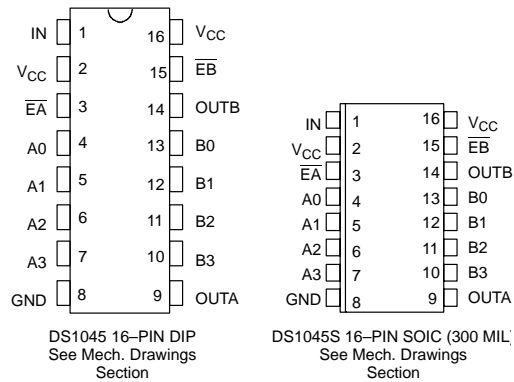 IN 1 16 VCC
VCC 2 15 EB
EA 3 14 OUTB
A0 4 13 B0
A1 5 12 B1
A2 6 11 B2
A3 7 10 B3
GND 8 9 OUTA
DS1045 16–PIN DIP
See Mech. Drawings
Section
IN 1 16 VCC
VCC 2 15 EB
EA 3 14 OUTB
A0 4 13 B0
A1 5 12 B1
A2 6 11 B2
A3 7 10 B3
GND 8 9 OUTA
DS1045S 16–PIN SOIC (300 MIL)
See Mech. Drawings
Section